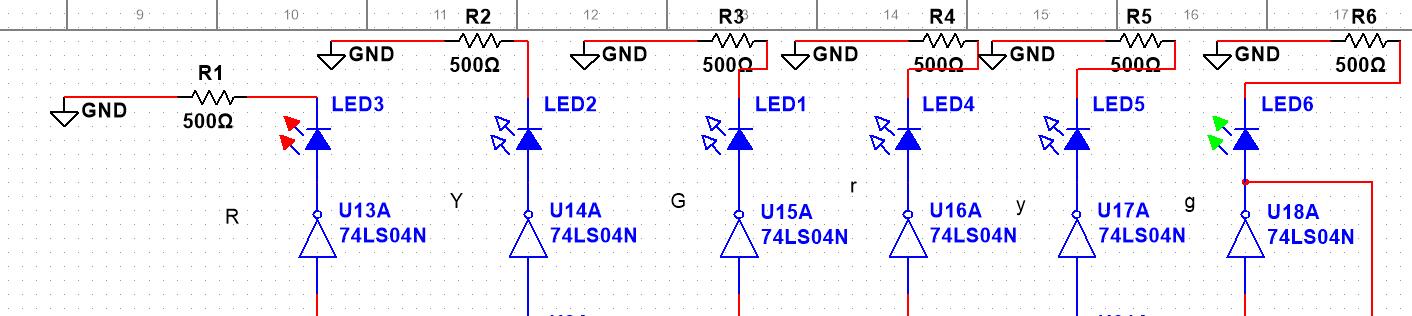 9 10 11 12 13 14 15 16 17
R2 R3 R4 R5 R6
GND GND GND GND GND
500Ω 500Ω 500Ω 500Ω 500Ω
R1
GND
500Ω
LED3 LED2 LED1 LED4 LED5 LED6
R Y G r y g
U13A U14A U15A U16A U17A U18A
74LS04N 74LS04N 74LS04N 74LS04N 74LS04N 74LS04N